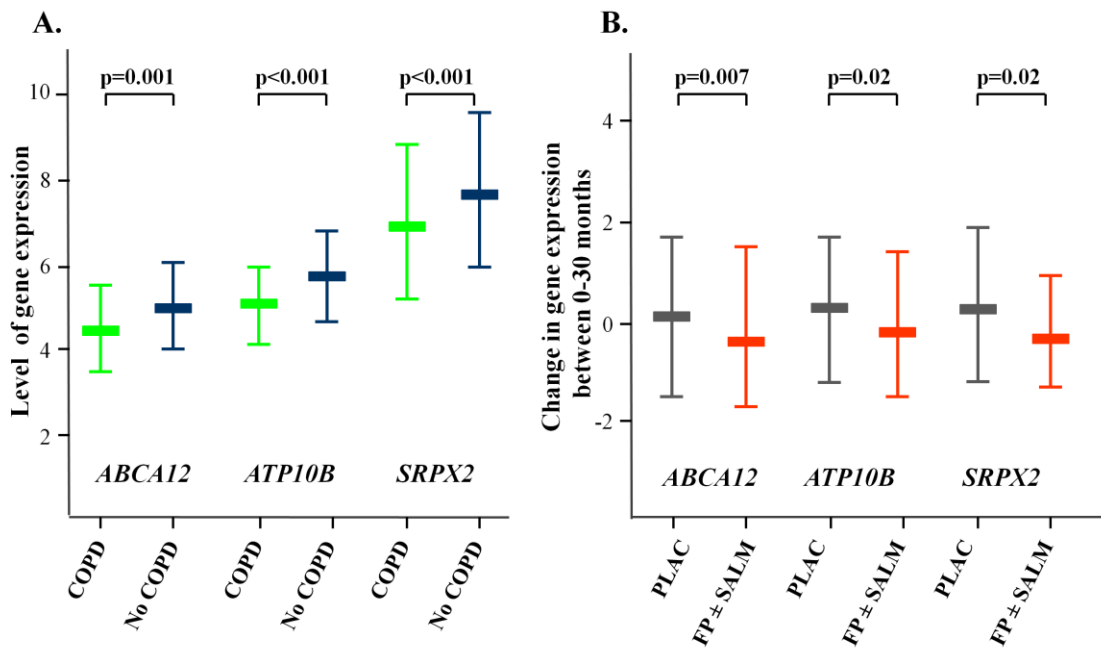 A.
p=0.001
p<0.001
p<0.001
10
8
6
4
2
Level of gene expression
ABCA12
ATP10B
SRPX2
COPD
No COPD
COPD
No COPD
COPD
No COPD
B.
p=0.007
p=0.02
p=0.02
4
2
0
-2
Change in gene expression
between 0-30 months
ABCA12
ATP10B
SRPX2
PLAC
FP ± SALM
PLAC
FP ± SALM
PLAC
FP ± SALM